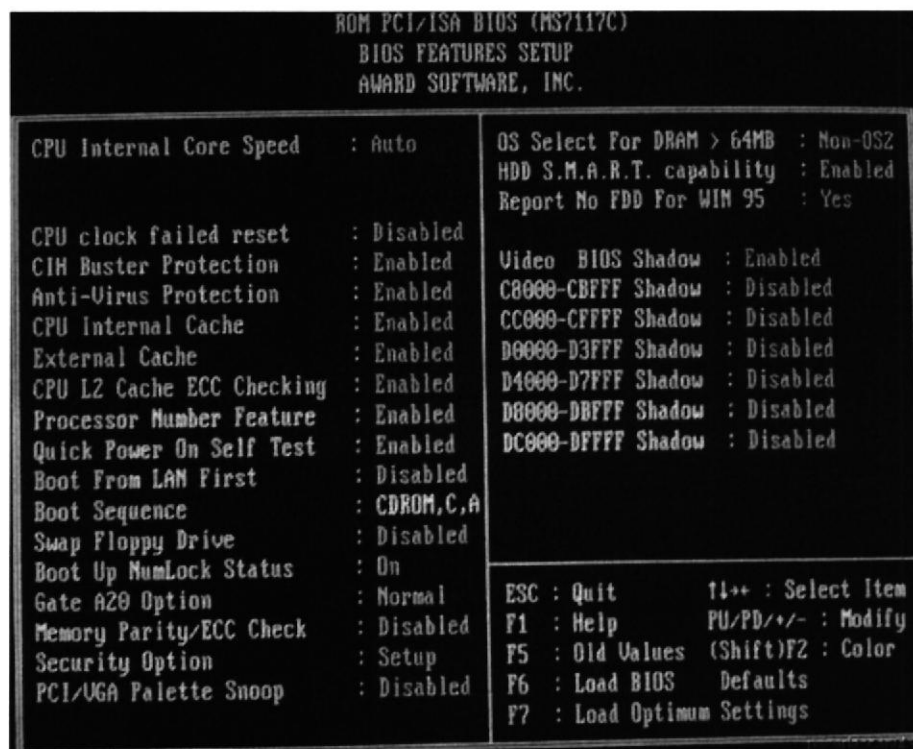 ROM PCI/ISA BIOS (MS7117C)
BIOS FEATURES SETUP
AWARD SOFTWARE, INC.
CPU Internal Core Speed : Auto
CPU clock failed reset : Disabled
CIH Buster Protection : Enabled
Anti-Virus Protection : Enabled
CPU Internal Cache : Enabled
External Cache : Enabled
CPU L2 Cache ECC Checking : Enabled
Processor Number Feature : Enabled
Quick Power On Self Test : Enabled
Boot From LAN First : Disabled
Boot Sequence : CDROM,C,A
Swap Floppy Drive : Disabled
Boot Up NumLock Status : On
Gate A20 Option : Normal
Memory Parity/ECC Check : Disabled
Security Option : Setup
PCI/VGA Palette Snoop : Disabled
OS Select For DRAM > 64MB : Non-OS2
HDD S.M.A.R.T. capability : Enabled
Report No FDD For WIN 95 : Yes
Video BIOS Shadow : Enabled
C8000-CBFFF Shadow : Disabled
CC000-CFFFF Shadow : Disabled
D0000-D3FFF Shadow : Disabled
D4000-D7FFF Shadow : Disabled
D8000-DBFFF Shadow : Disabled
DC000-DFFFF Shadow : Disabled
ESC : Quit ↑↓→← : Select Item
F1 : Help PU/PD/+/- : Modify
F5 : Old Values (Shift)F2 : Color
F6 : Load BIOS Defaults
F7 : Load Optimum Settings